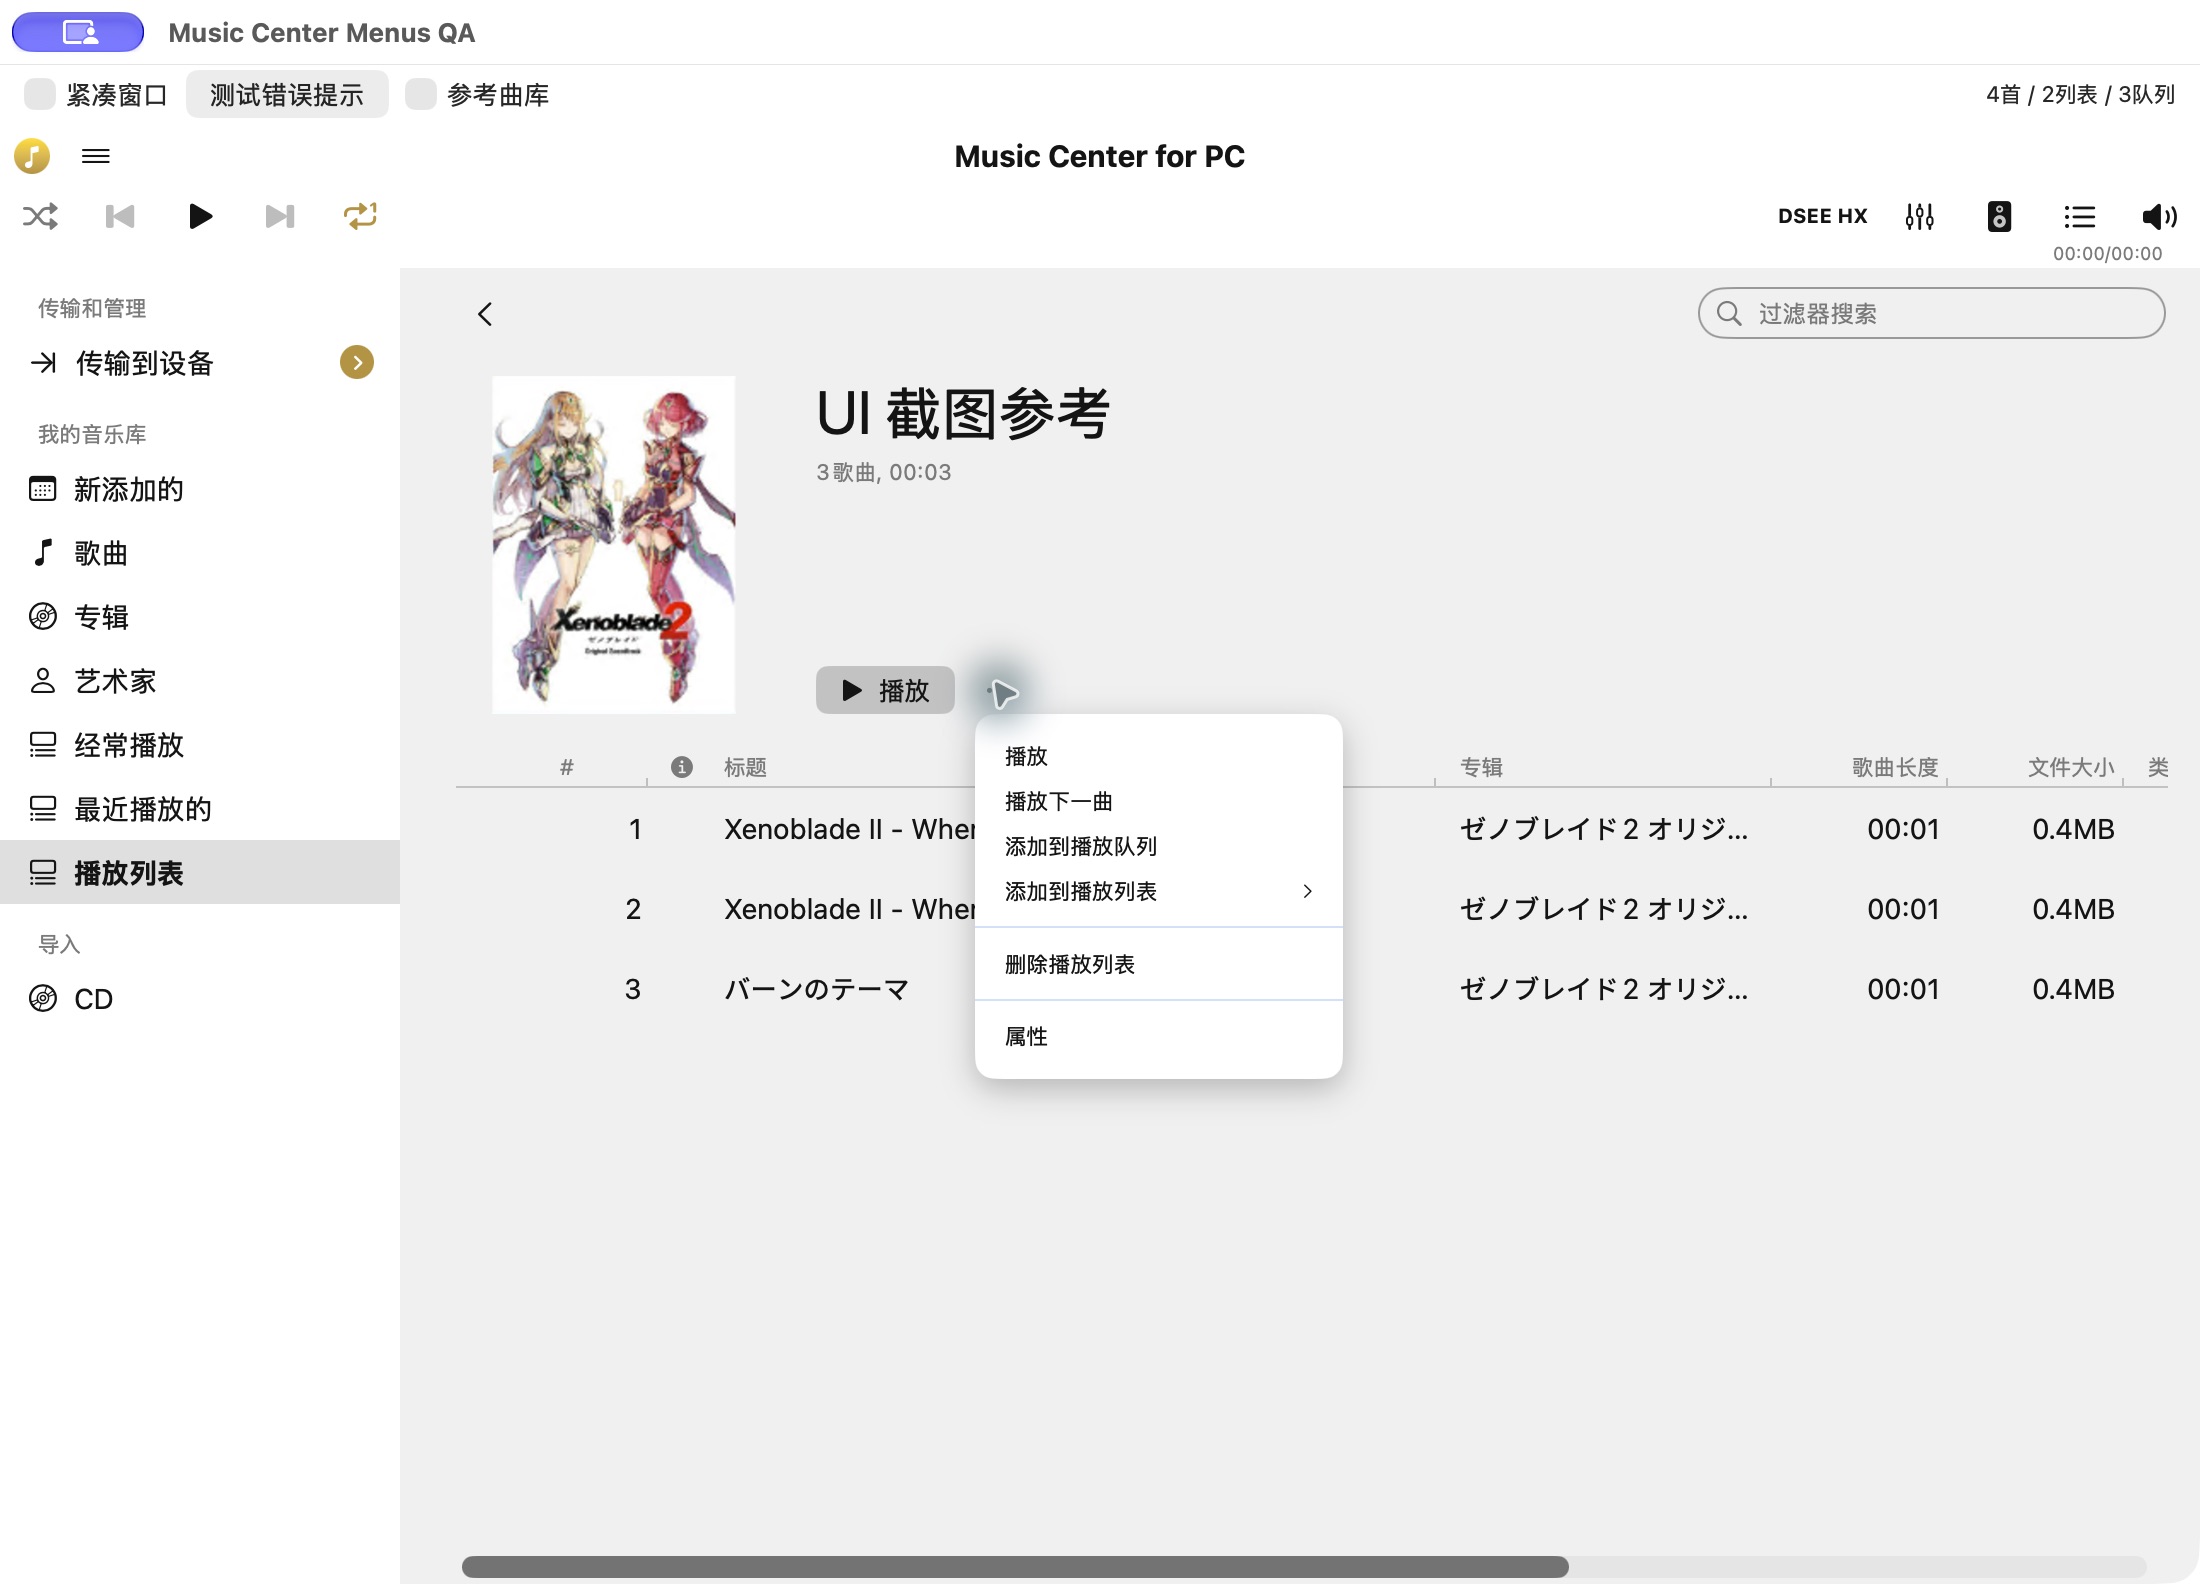 Music Center Menus QA
紧凑窗口 测试错误提示 参考曲库 4首 / 2列表 / 3队列
Music Center for PC
DSEE HX
00:00/00:00
传输和管理
传输到设备
我的音乐库
新添加的
歌曲
专辑
艺术家
经常播放
最近播放的
播放列表
导入
CD
过滤器搜索
Xenoblade2
ゼノブレイド
Original Soundtrack
UI 截图参考
3歌曲, 00:03
播放
# 标题 专辑 歌曲长度 文件大小 类
1 Xenoblade II - Wher ゼノブレイド2 オリジ... 00:01 0.4MB
2 Xenoblade II - Wher ゼノブレイド2 オリジ... 00:01 0.4MB
3 バーンのテーマ ゼノブレイド2 オリジ... 00:01 0.4MB
播放
播放下一曲
添加到播放队列
添加到播放列表
删除播放列表
属性